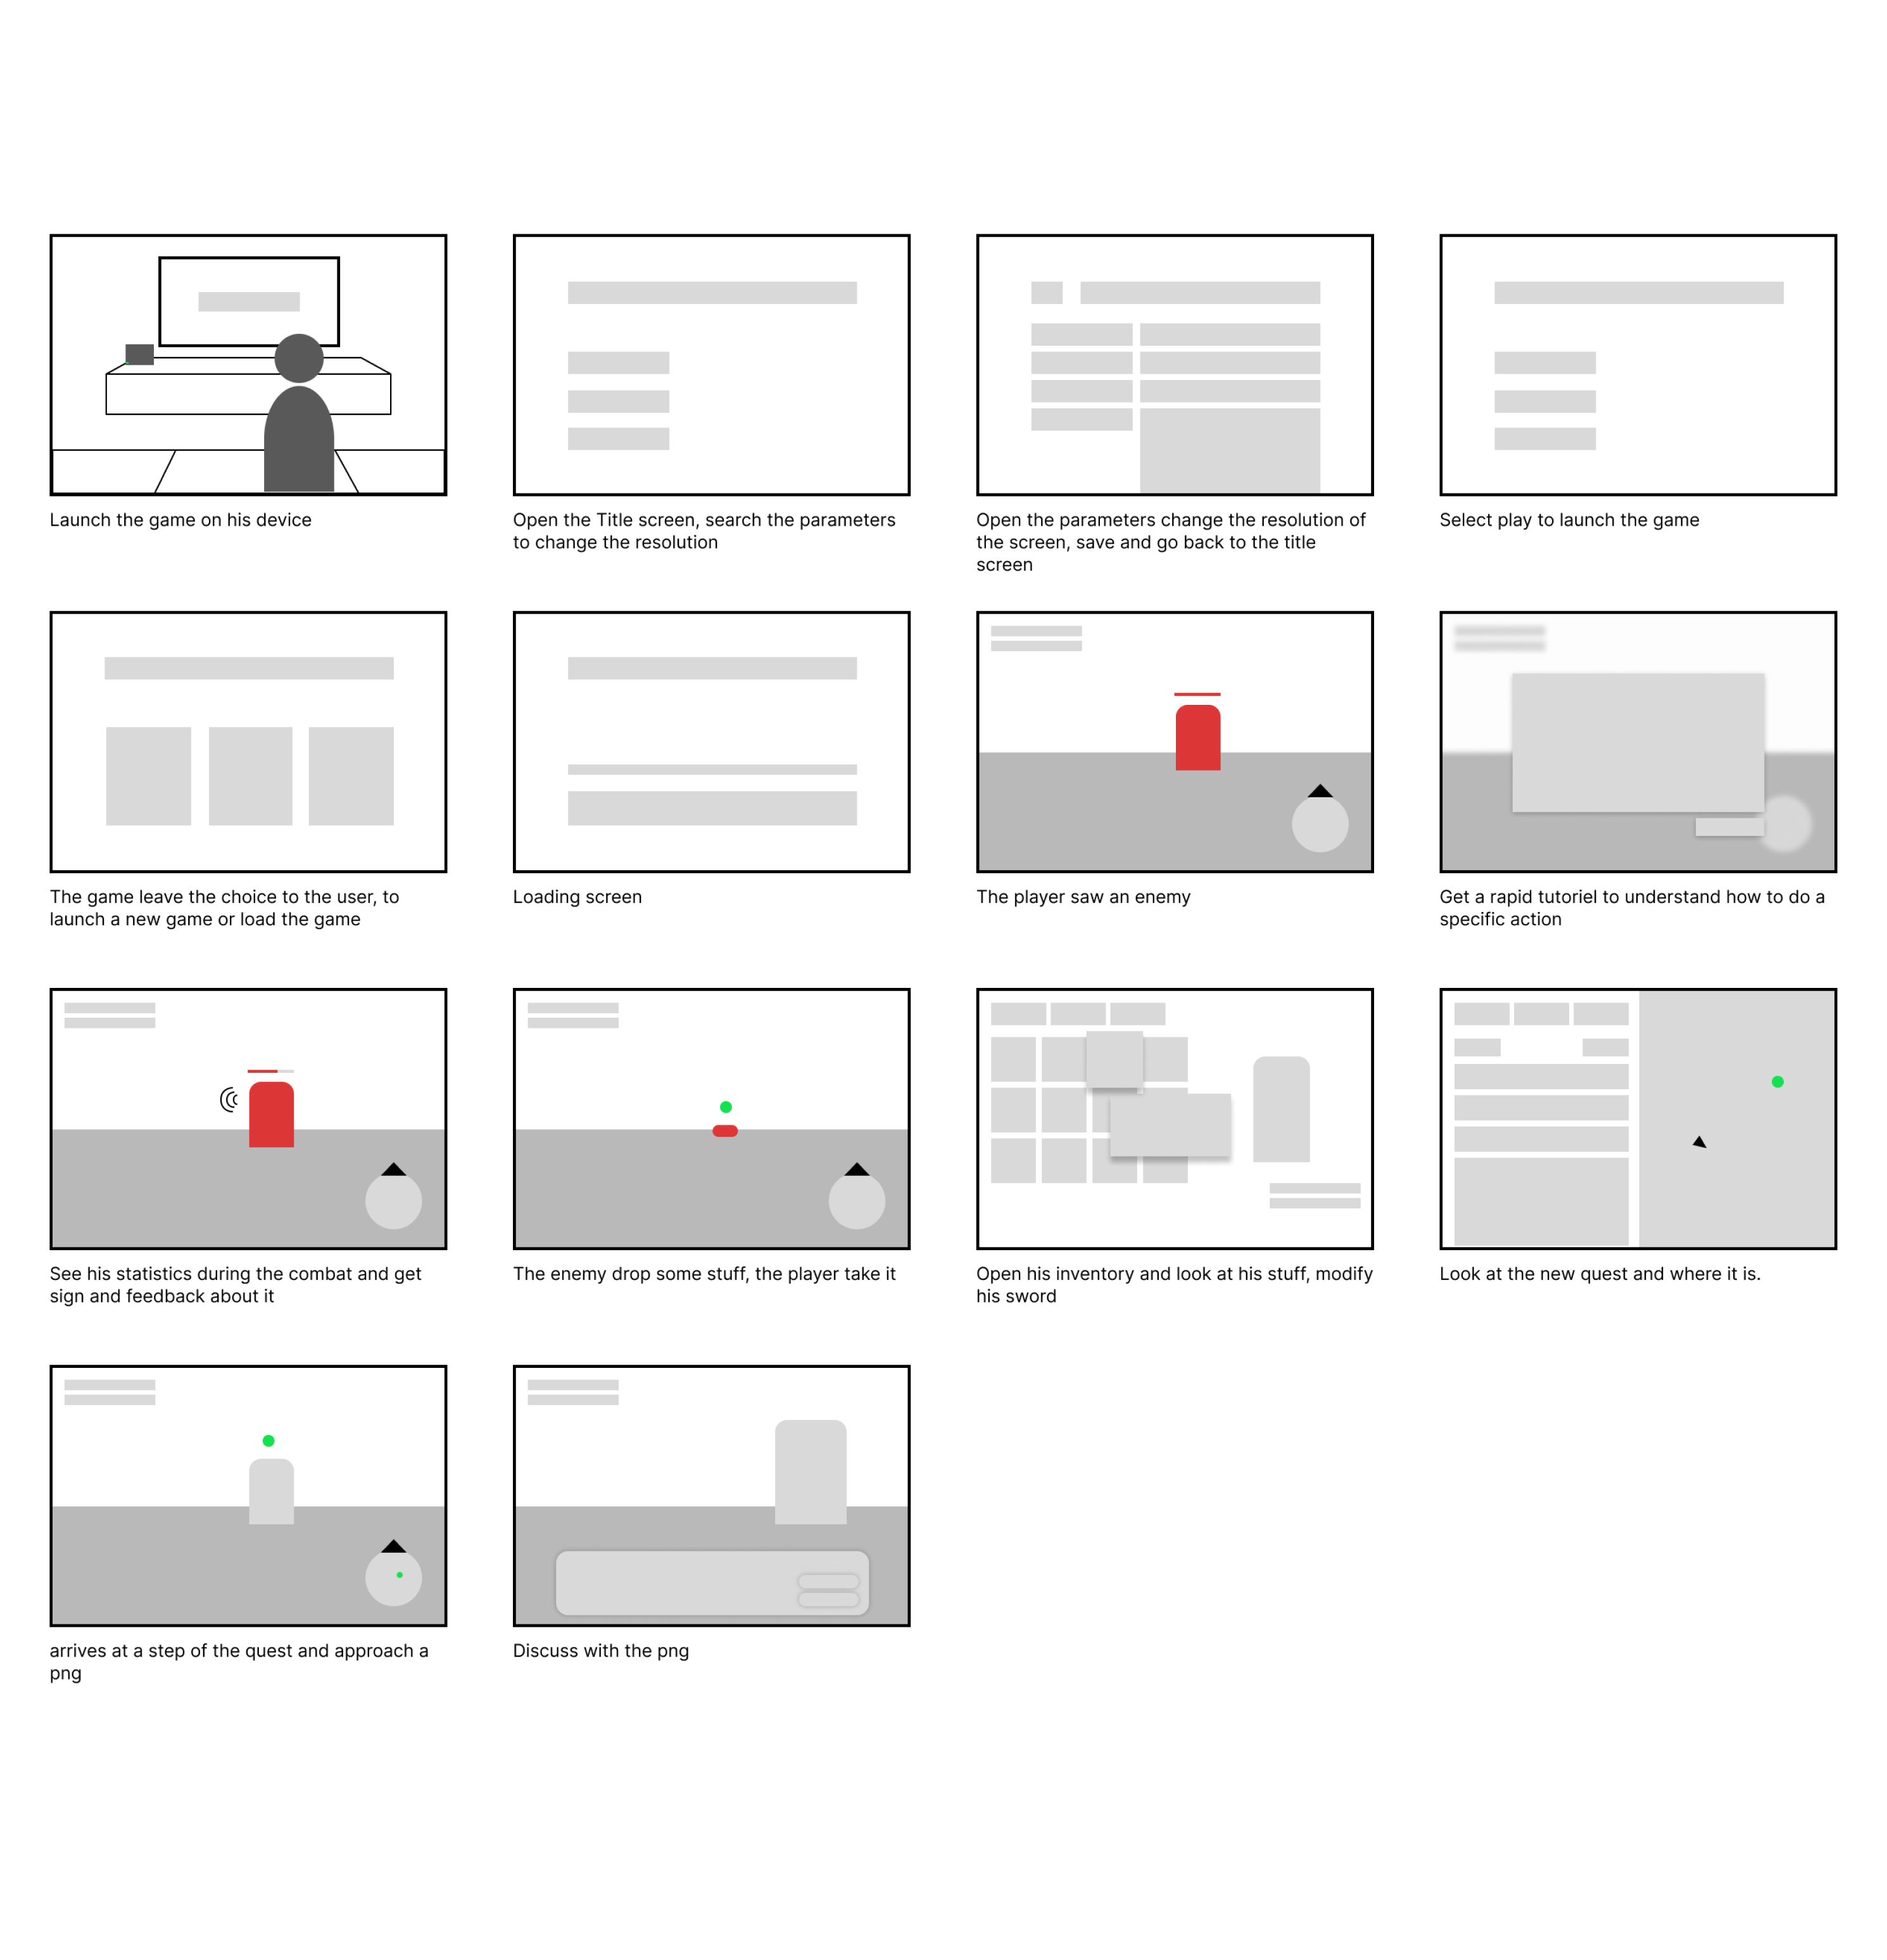 Launch the game on his device
Open the Title screen, search the parameters
to change the resolution
Open the parameters change the resolution of
the screen, save and go back to the title
screen
Select play to launch the game
The game leave the choice to the user, to
launch a new game or load the game
Loading screen
The player saw an enemy
Get a rapid tutoriel to understand how to do a
specific action
See his statistics during the combat and get
sign and feedback about it
The enemy drop some stuff, the player take it
Open his inventory and look at his stuff, modify
his sword
Look at the new quest and where it is.
arrives at a step of the quest and approach a
png
Discuss with the png